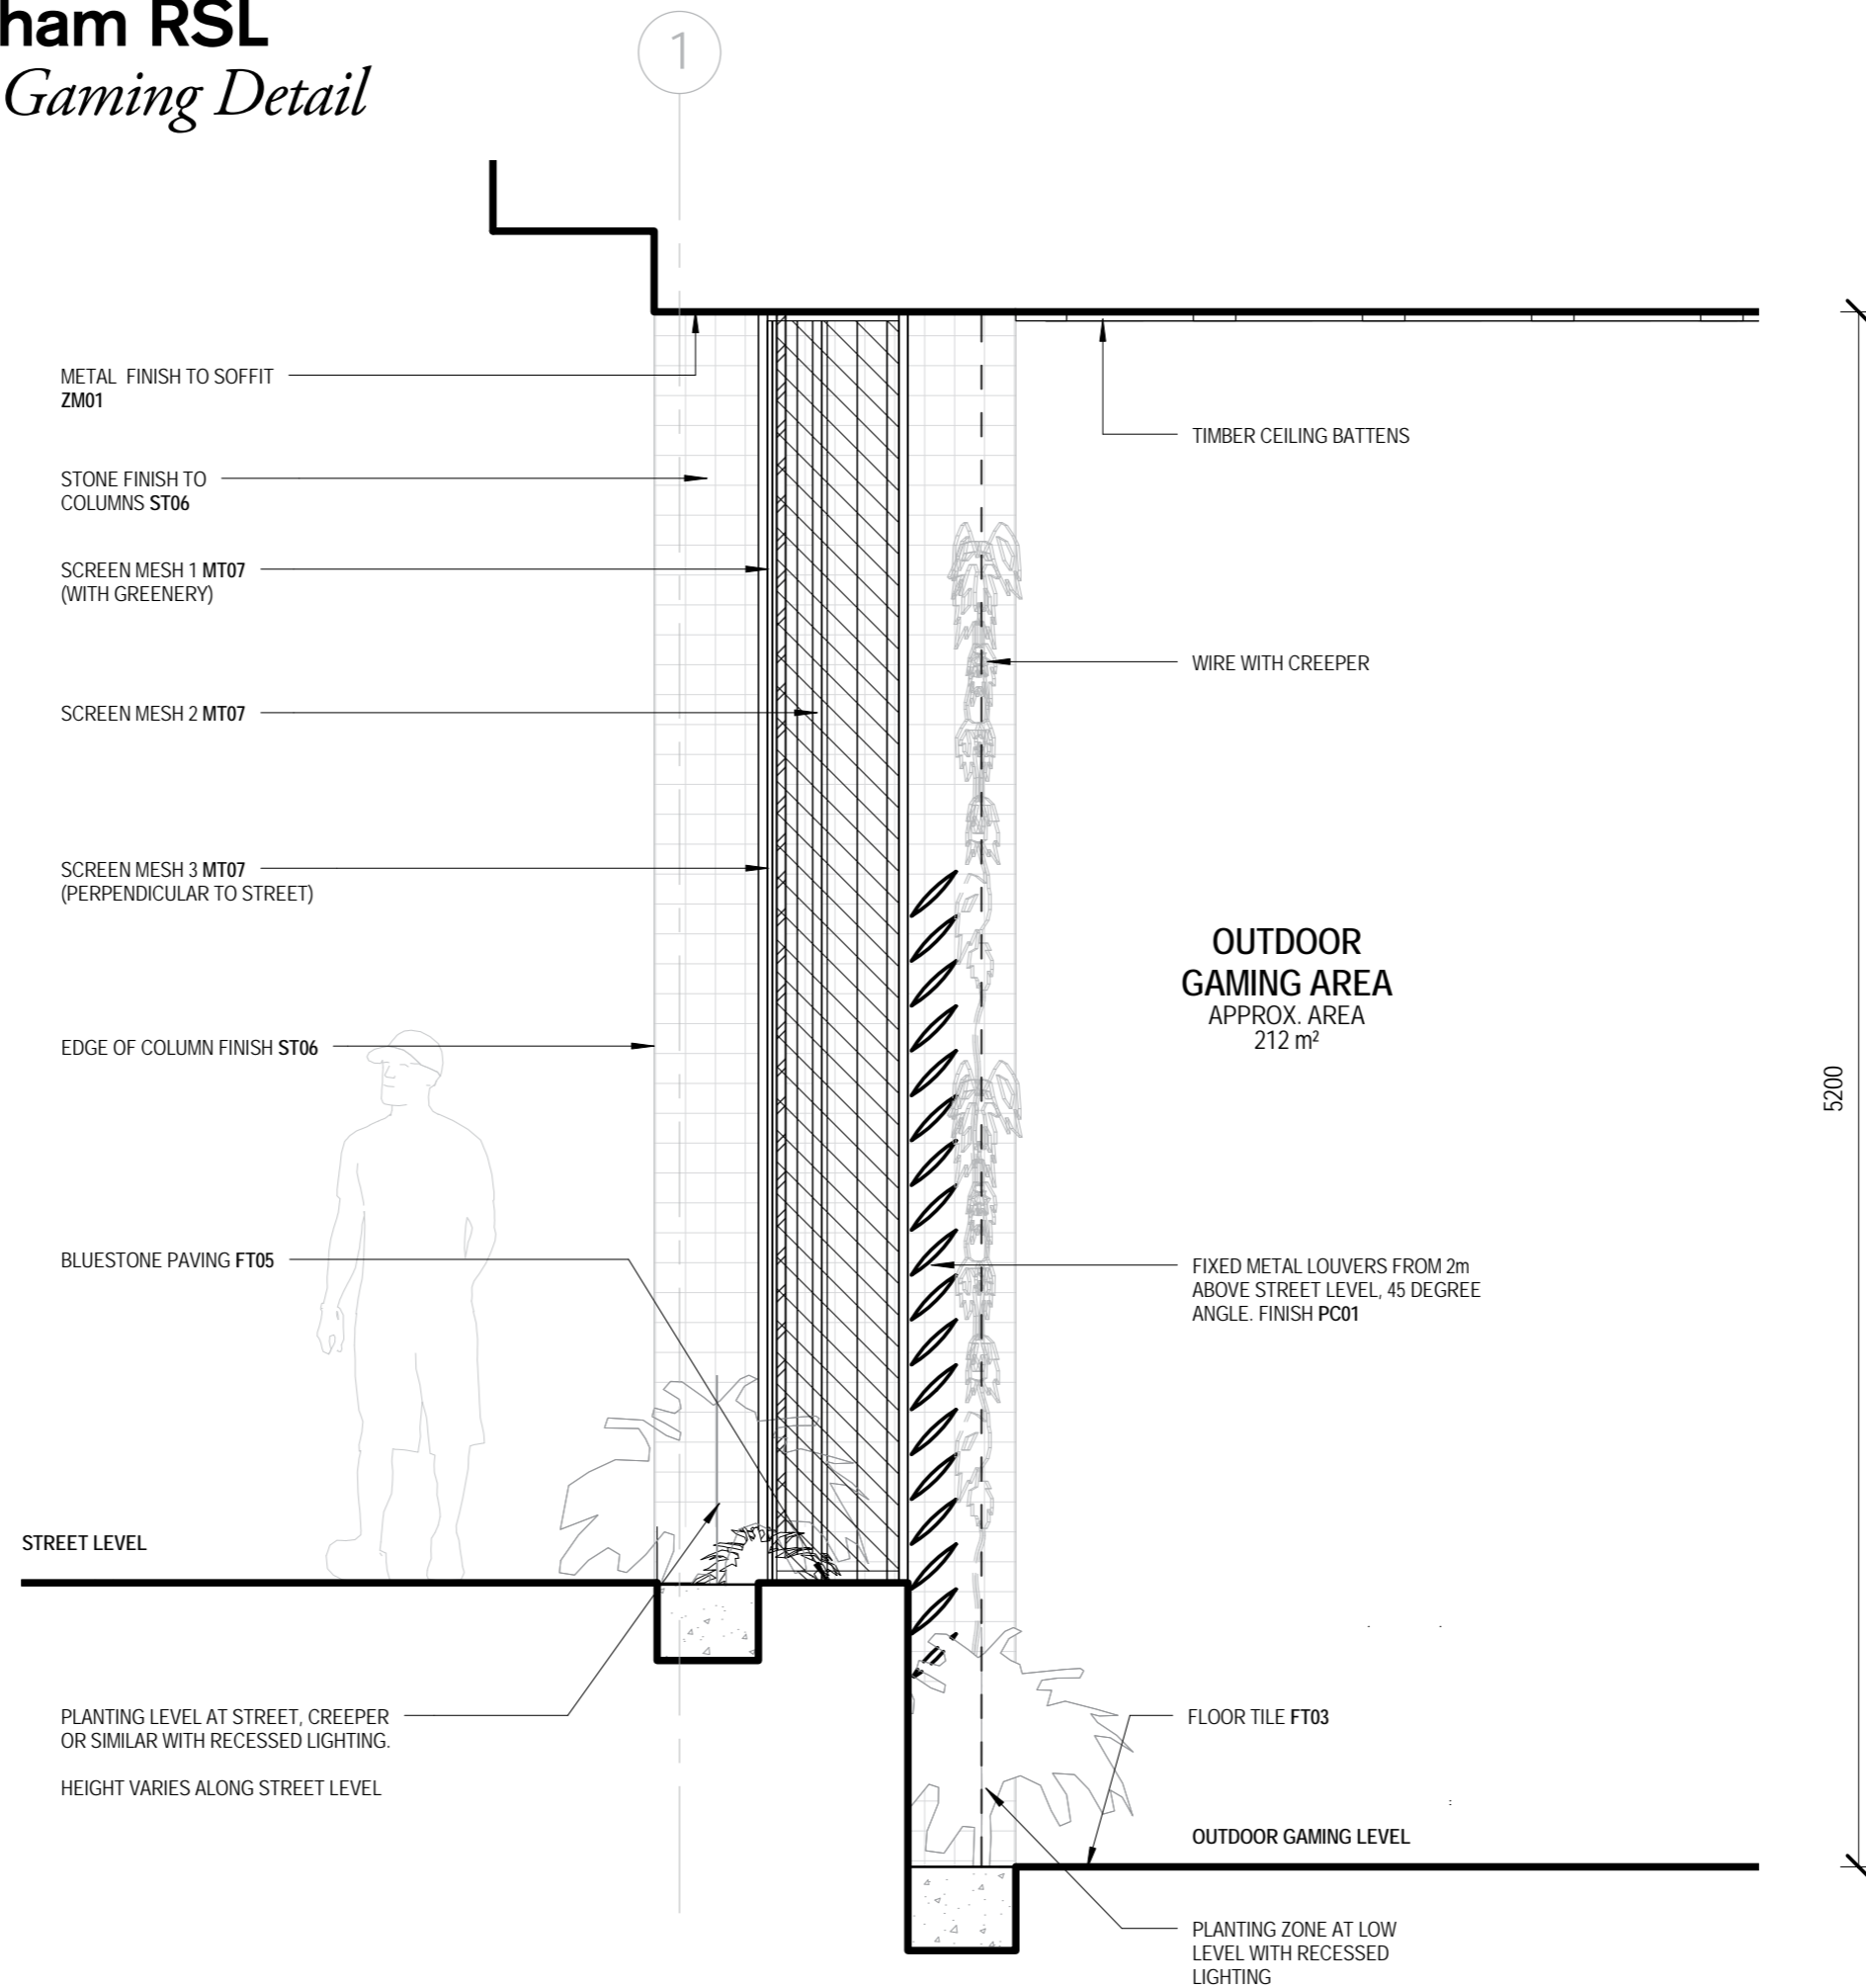 ham RSL
Gaming Detail
1
METAL FINISH TO SOFFIT
ZM01
STONE FINISH TO
COLUMNS ST06
SCREEN MESH 1 MT07
(WITH GREENERY)
SCREEN MESH 2 MT07
SCREEN MESH 3 MT07
(PERPENDICULAR TO STREET)
EDGE OF COLUMN FINISH ST06
BLUESTONE PAVING FT05
STREET LEVEL
PLANTING LEVEL AT STREET, CREEPER
OR SIMILAR WITH RECESSED LIGHTING.
HEIGHT VARIES ALONG STREET LEVEL
TIMBER CEILING BATTENS
WIRE WITH CREEPER
OUTDOOR
GAMING AREA
APPROX. AREA
212 m²
5200
FIXED METAL LOUVERS FROM 2m
ABOVE STREET LEVEL, 45 DEGREE
ANGLE. FINISH PC01
FLOOR TILE FT03
OUTDOOR GAMING LEVEL
PLANTING ZONE AT LOW
LEVEL WITH RECESSED
LIGHTING